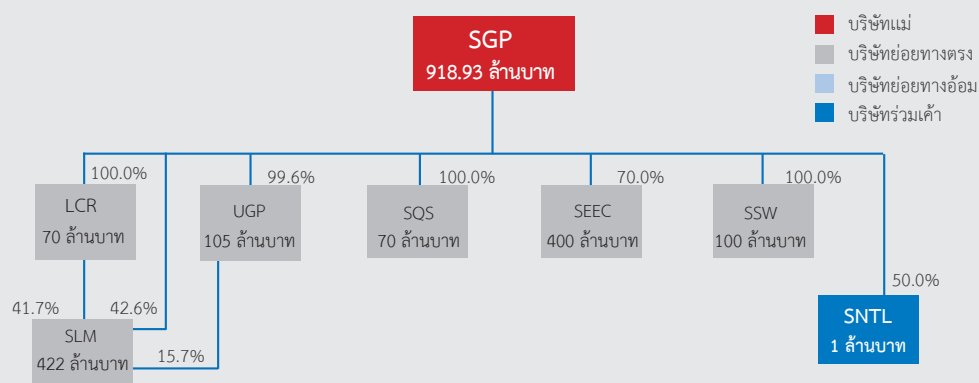 SGP
918.93 ล้านบาท
บริษัทแม่
บริษัทย่อยทางตรง
บริษัทย่อยทางอ้อม
บริษัทร่วมค้า
100.0%
99.6%
100.0%
70.0%
100.0%
LCR
70 ล้านบาท
UGP
105 ล้านบาท
SQS
70 ล้านบาท
SEEC
400 ล้านบาท
SSW
100 ล้านบาท
50.0%
41.7%
42.6%
SLM
422 ล้านบาท
15.7%
SNTL
1 ล้านบาท